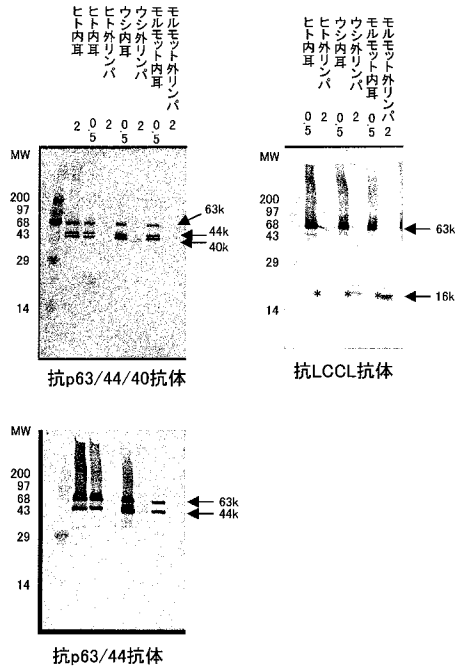 ヒト内耳
ヒト内耳
ヒト外リンパ
ウシ内耳
ウシ外リンパ
モルモット内耳
モルモット外リンパ
2
0.5
2
0.5
2
0.5
2
MW
200
97
68
43
29
14
63k
44k
40k
抗p63/44/40抗体
ヒト内耳
ヒト外リンパ
ウシ内耳
ウシ外リンパ
モルモット内耳
モルモット外リンパ
0.5
2
0.5
2
0.5
2
MW
200
97
68
43
29
14
63k
16k
* * *
抗LCCL抗体
MW
200
97
68
43
29
14
63k
44k
抗p63/44抗体